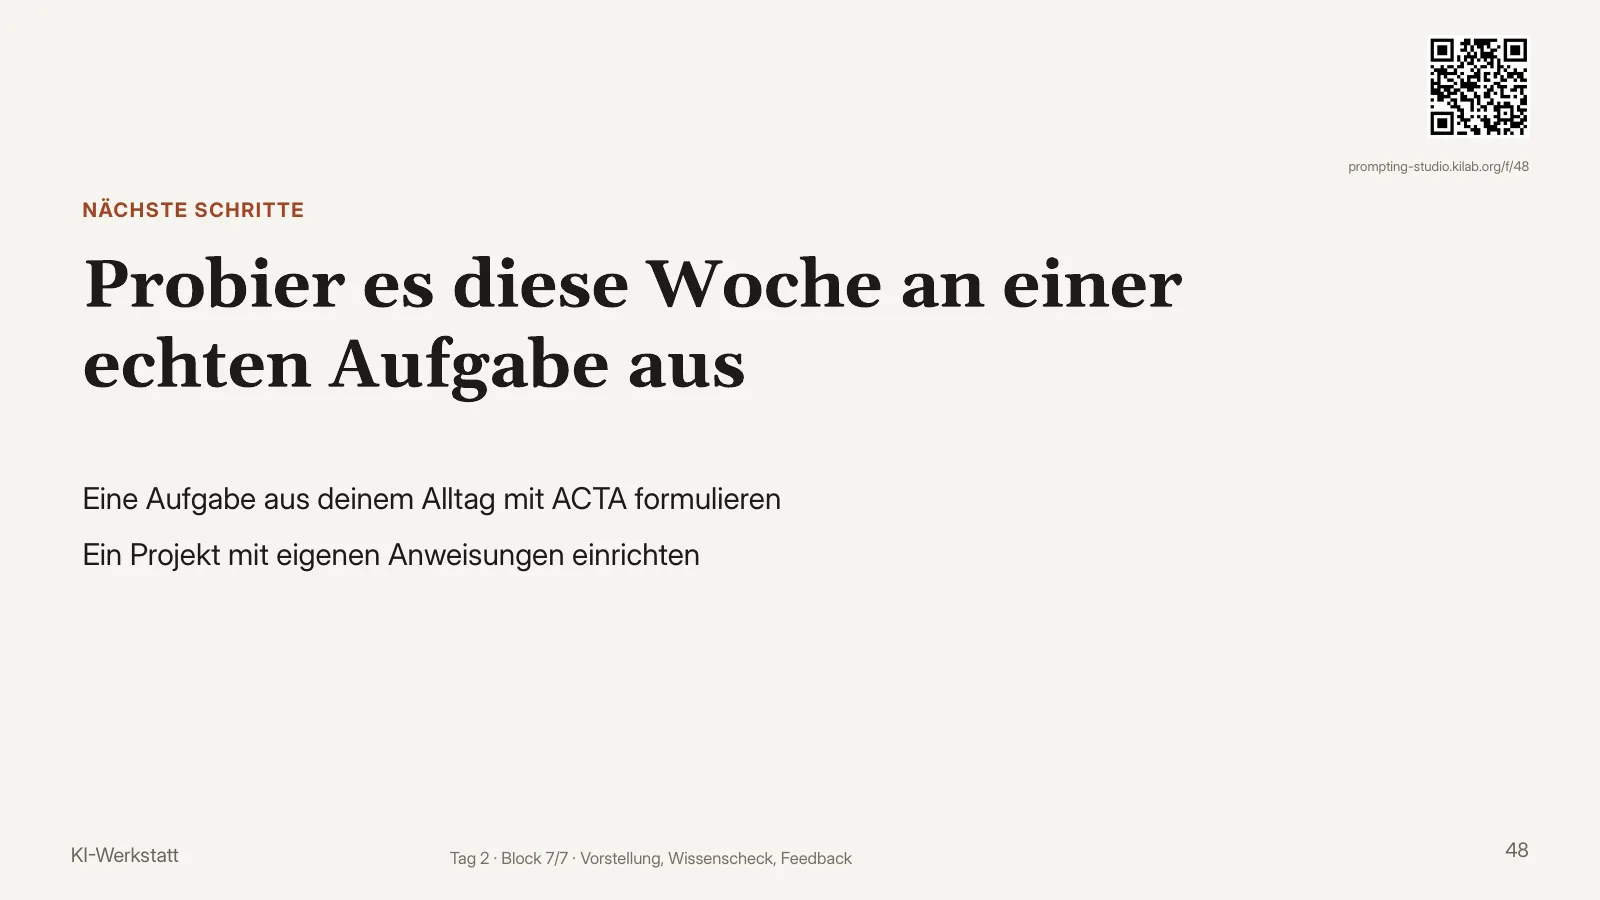 prompting-studio.kilab.org/f/48
NÄCHSTE SCHRITTE
Probier es diese Woche an einer
echten Aufgabe aus
Eine Aufgabe aus deinem Alltag mit ACTA formulieren
Ein Projekt mit eigenen Anweisungen einrichten
KI-Werkstatt
Tag 2 · Block 7/7 · Vorstellung, Wissenscheck, Feedback
48